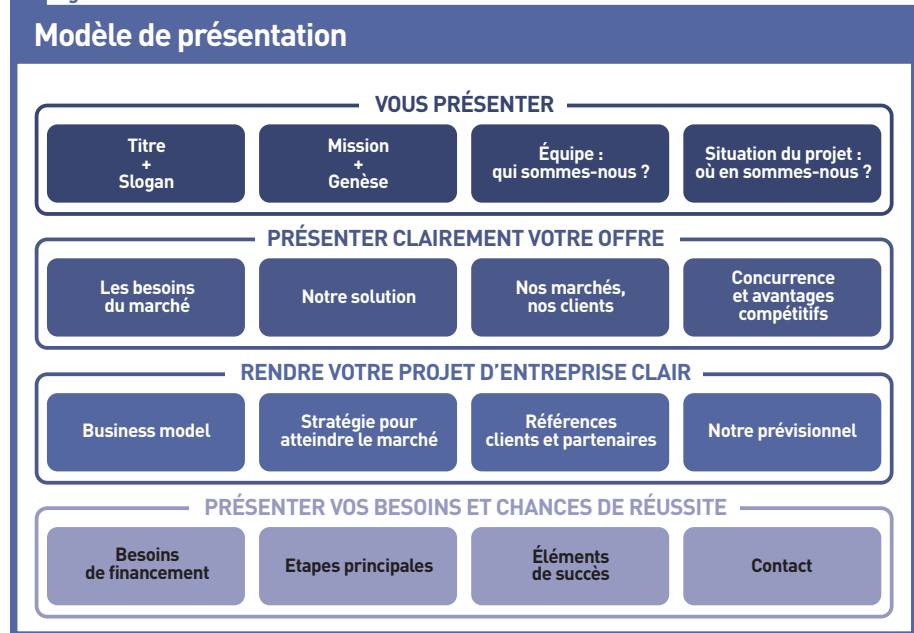 Modèle de présentation
VOUS PRÉSENTER
Titre
+
Slogan
Mission
+
Genèse
Équipe :
qui sommes-nous ?
Situation du projet :
où en sommes-nous ?
PRÉSENTER CLAIREMENT VOTRE OFFRE
Les besoins
du marché
Notre solution
Nos marchés,
nos clients
Concurrence
et avantages
compétitifs
RENDRE VOTRE PROJET D’ENTREPRISE CLAIR
Business model
Stratégie pour
atteindre le marché
Références
clients et partenaires
Notre prévisionnel
PRÉSENTER VOS BESOINS ET CHANCES DE RÉUSSITE
Besoins
de financement
Etapes principales
Éléments
de succès
Contact